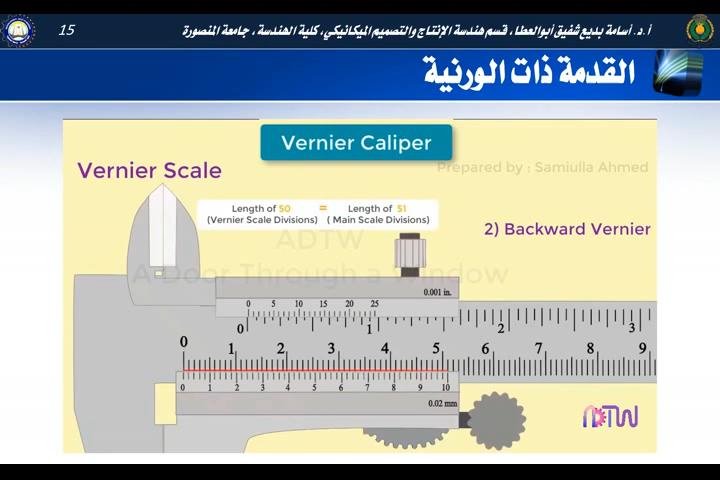 15
أ.د. أسامة بديع شفيق أبوالعطا ، قسم هندسة الإنتاج والتصميم الميكانيكي، كلية الهندسة ، جامعة المنصورة
القدمة ذات الورنية
Vernier Caliper
Vernier Scale
Prepared by : Samiulla Ahmed
Length of 50 = Length of 51
(Vernier Scale Divisions) ( Main Scale Divisions)
2) Backward Vernier
ADTW
A Door Through a Window
0.001 in.
0 5 10 15 20 25
0 1 2 3
0 1 2 3 4 5 6 7 8 9
0 1 2 3 4 5 6 7 8 9 10
0.02 mm
ADTW